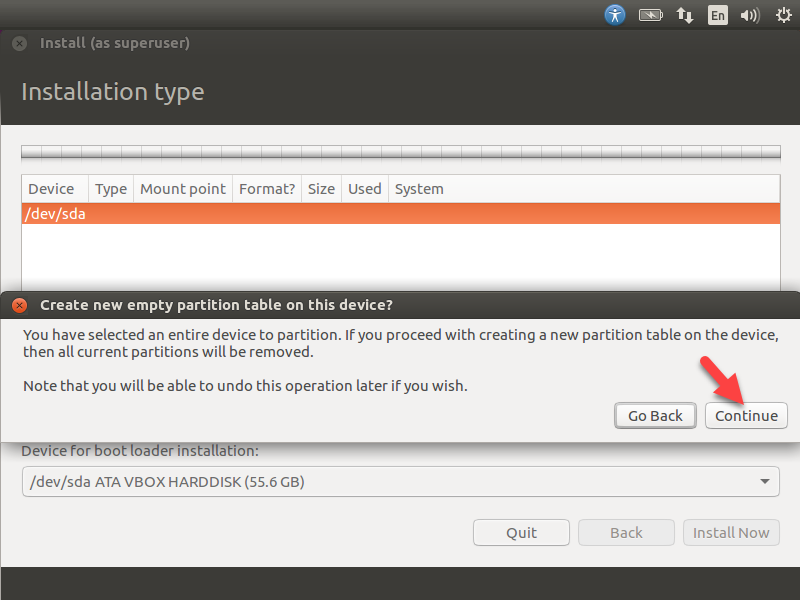 En
Install (as superuser)
Installation type
Device Type Mount point Format? Size Used System
/dev/sda
Create new empty partition table on this device?
You have selected an entire device to partition. If you proceed with creating a new partition table on the device,
then all current partitions will be removed.
Note that you will be able to undo this operation later if you wish.
Go Back Continue
Device for boot loader installation:
/dev/sda ATA VBOX HARDDISK (55.6 GB)
Quit Back Install Now